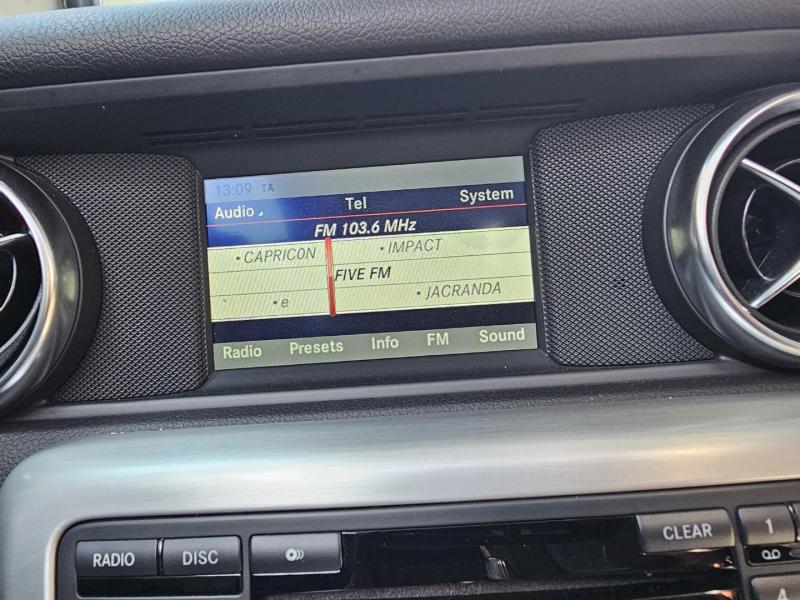 13:09 TA
Audio Tel System
FM 103.6 MHz
CAPRICON IMPACT
FIVE FM
e JACRANDA
Radio Presets Info FM Sound
RADIO DISC CLEAR 1